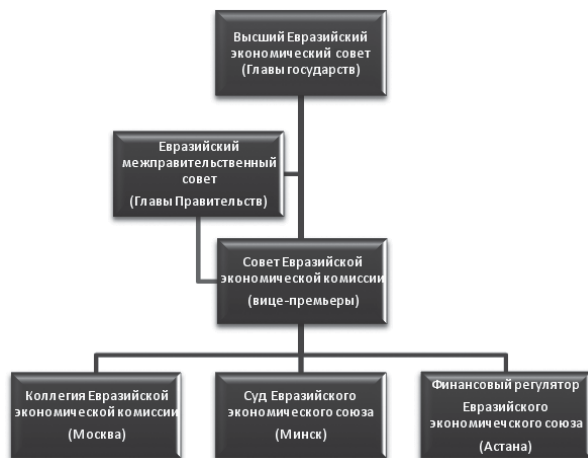 Высший Евразийский
экономический совет
(Главы государств)
Евразийский
межправительственный
совет
(Главы Правительств)
Совет Евразийской
экономической комиссии
(вице-премьеры)
Коллегия Евразийской
экономической комиссии
(Москва)
Суд Евразийского
экономического союза
(Минск)
Финансовый регулятор
Евразийского
экономического союза
(Астана)